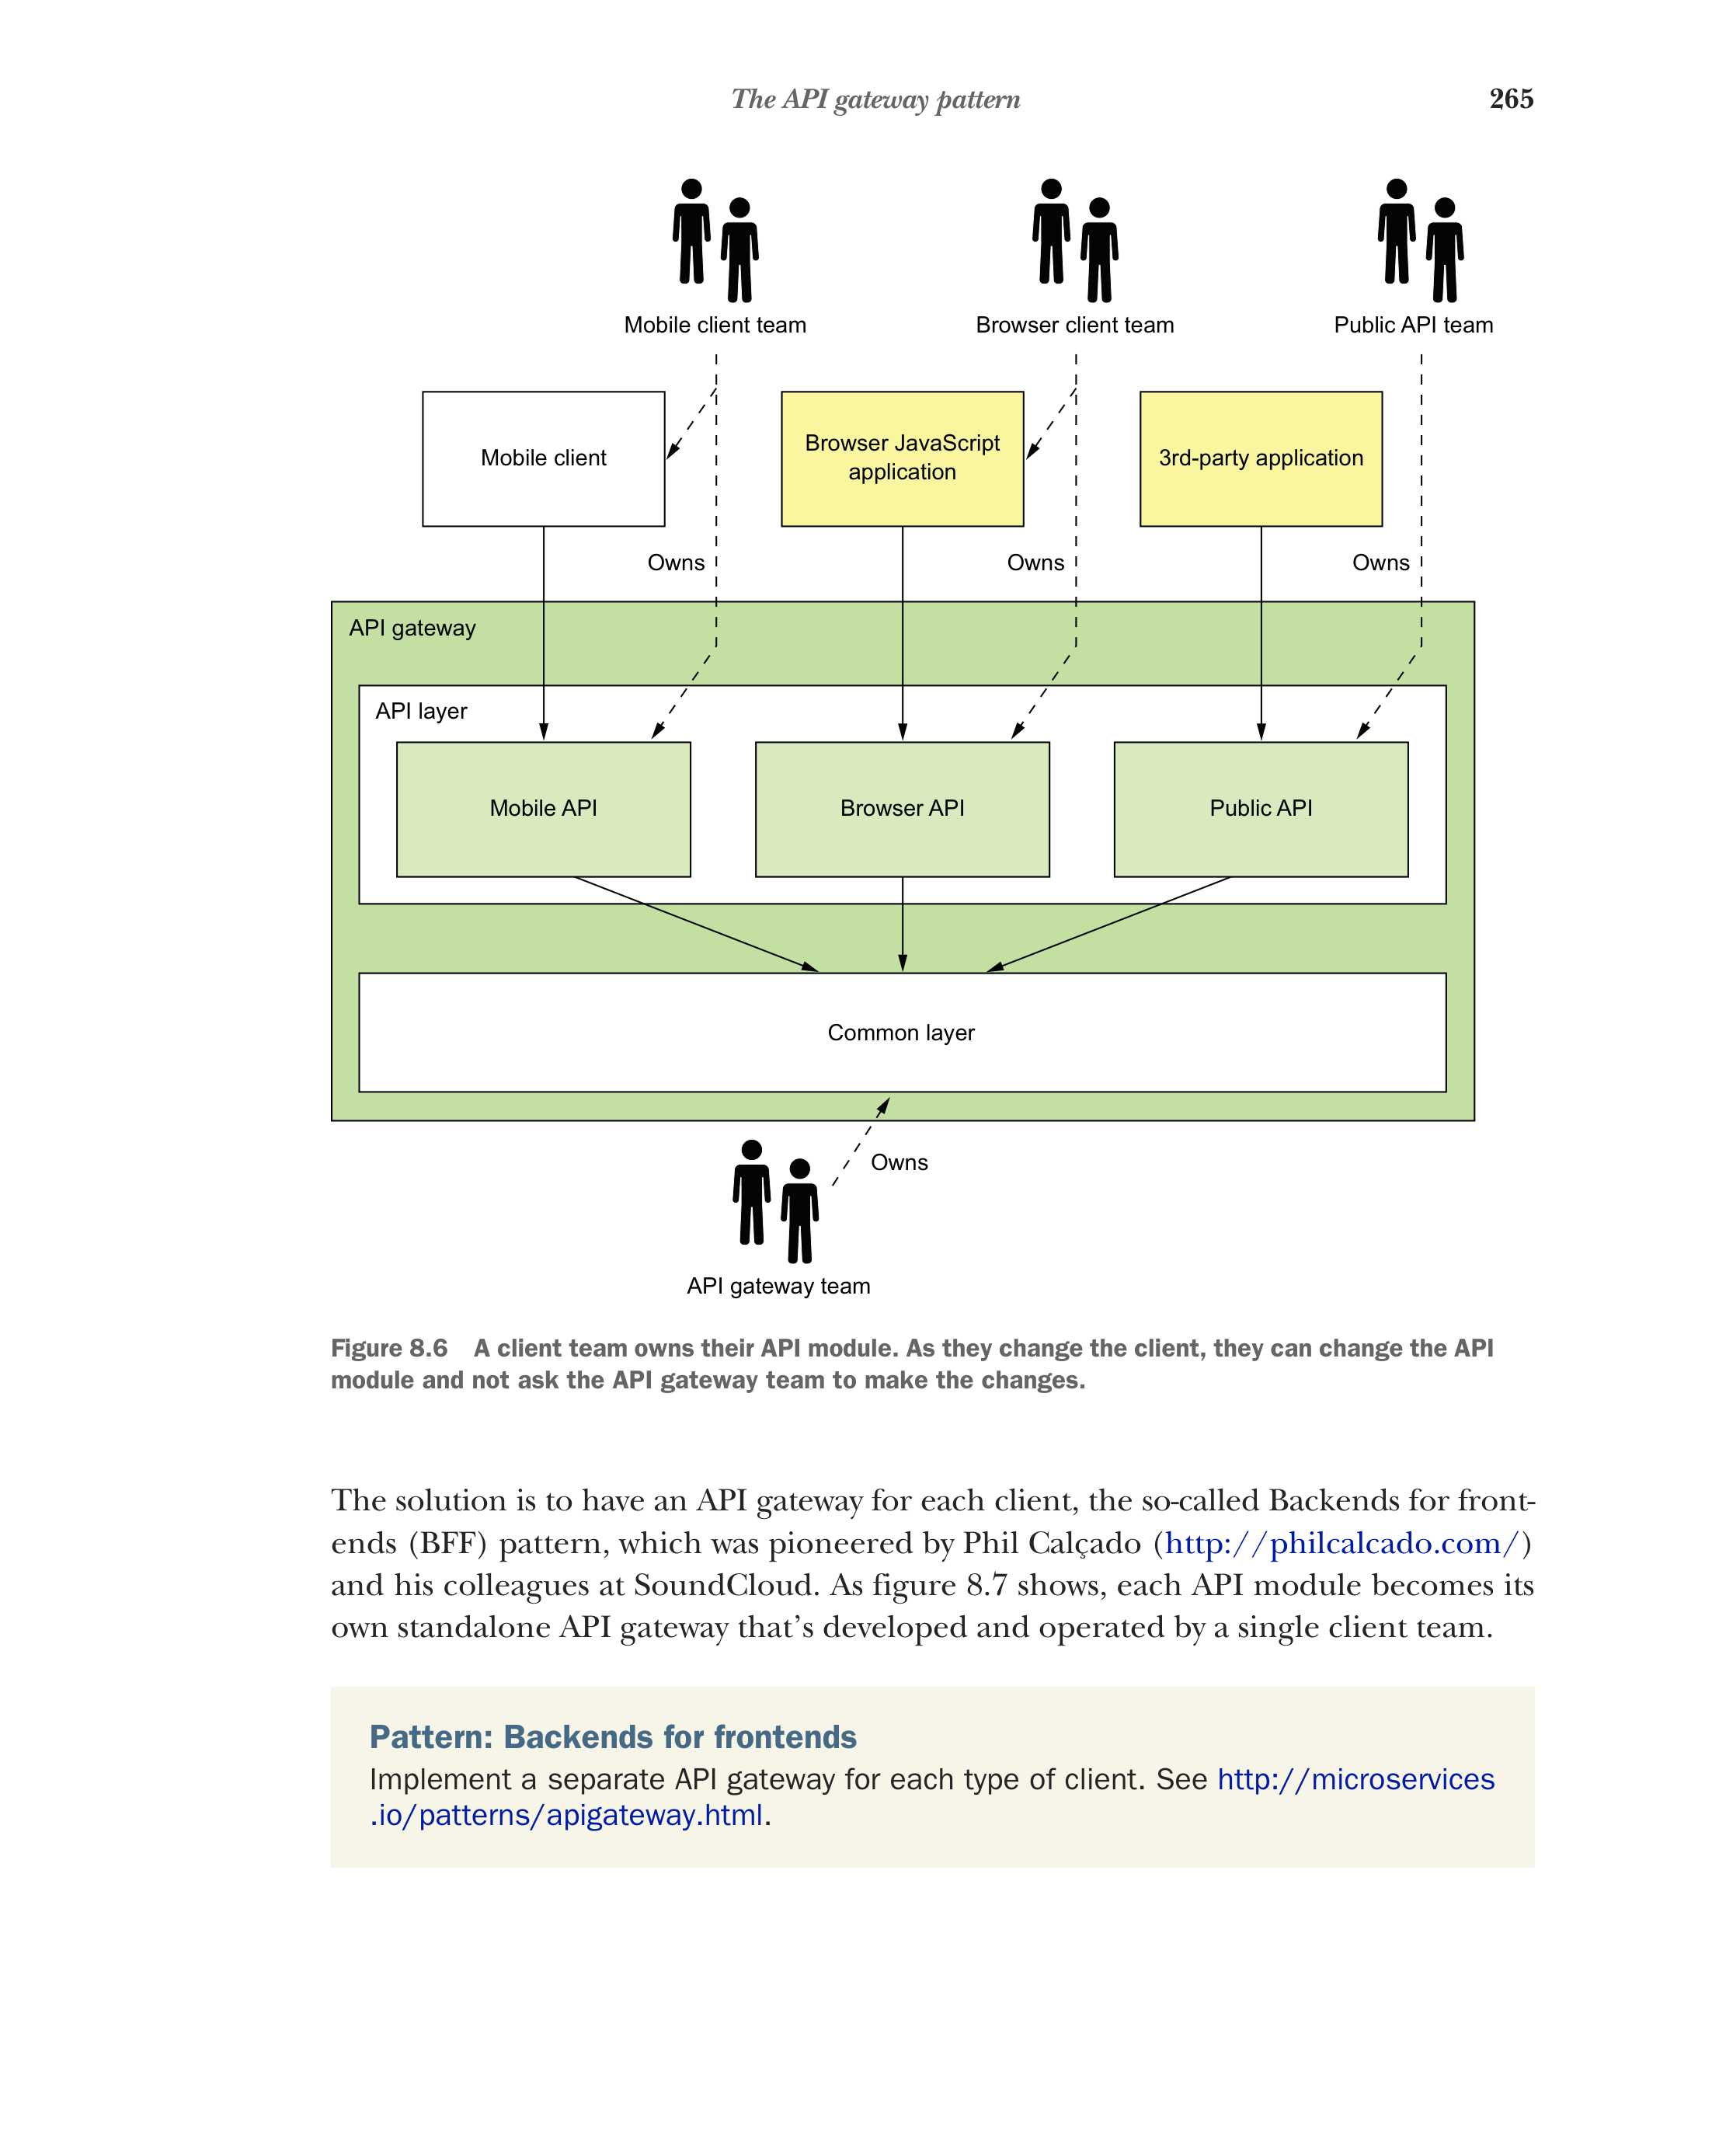 The API gateway pattern
265
Mobile client team
Browser client team
Public API team
Mobile client
Browser JavaScript
application
3rd-party application
Owns
Owns
Owns
API gateway
API layer
Mobile API
Browser API
Public API
Common layer
Owns
API gateway team
Figure 8.6 A client team owns their API module. As they change the client, they can change the API
module and not ask the API gateway team to make the changes.
The solution is to have an API gateway for each client, the so-called Backends for front-
ends (BFF) pattern, which was pioneered by Phil Calçado (http://philcalcado.com/)
and his colleagues at SoundCloud. As figure 8.7 shows, each API module becomes its
own standalone API gateway that’s developed and operated by a single client team.
Pattern: Backends for frontends
Implement a separate API gateway for each type of client. See http://microservices
.io/patterns/apigateway.html.